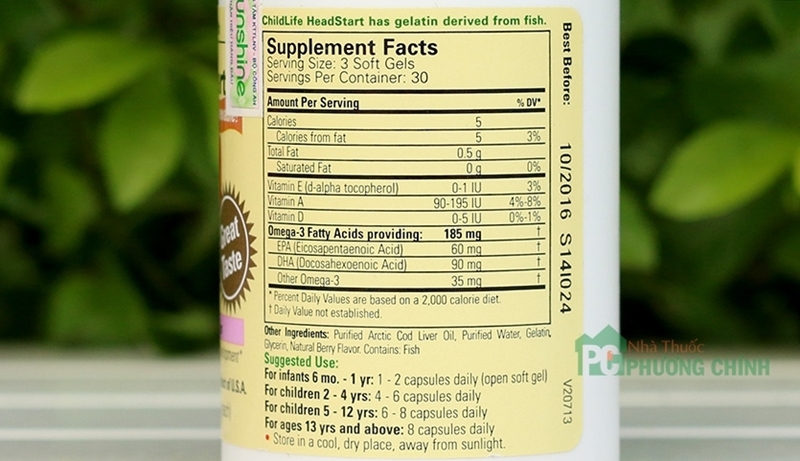 ChildLife HeadStart has gelatin derived from fish.
Supplement Facts
Serving Size: 3 Soft Gels
Servings Per Container: 30
Amount Per Serving % DV*
Calories 5
Calories from fat 5 3%
Total Fat 0.5 g
Saturated Fat 0 g 0%
Vitamin E (d-alpha tocopherol) 0-1 IU 3%
Vitamin A 90-195 IU 4%-8%
Vitamin D 0-5 IU 0%-1%
Omega-3 Fatty Acids providing: 185 mg †
EPA (Eicosapentaenoic Acid) 60 mg †
DHA (Docosahexoenoic Acid) 90 mg †
Other Omega-3 35 mg †
* Percent Daily Values are based on a 2,000 calorie diet.
† Daily Value not established.
Other Ingredients: Purified Arctic Cod Liver Oil, Purified Water, Gelatin,
Glycerin, Natural Berry Flavor. Contains: Fish
Suggested Use:
For infants 6 mo. - 1 yr: 1 - 2 capsules daily (open soft gel)
For children 2 - 4 yrs: 4 - 6 capsules daily
For children 5 - 12 yrs: 6 - 8 capsules daily
For ages 13 yrs and above: 8 capsules daily
• Store in a cool, dry place, away from sunlight.
Best Before: 10/2016 S14I024
V20713
unshine
BỘ CÔNG AN
Great
Taste
of U.S.A.
PC Nhà Thuốc
PHƯƠNG CHINH